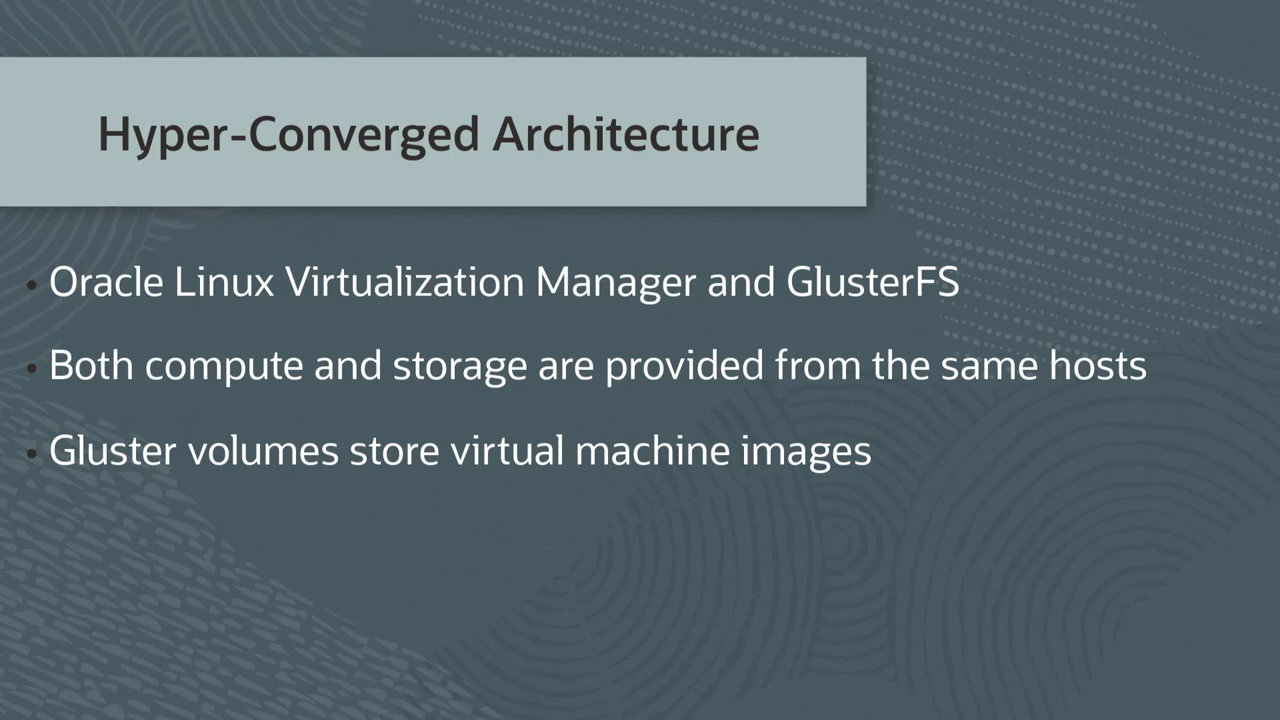 Hyper-Converged Architecture
• Oracle Linux Virtualization Manager and GlusterFS
• Both compute and storage are provided from the same hosts
• Gluster volumes store virtual machine images